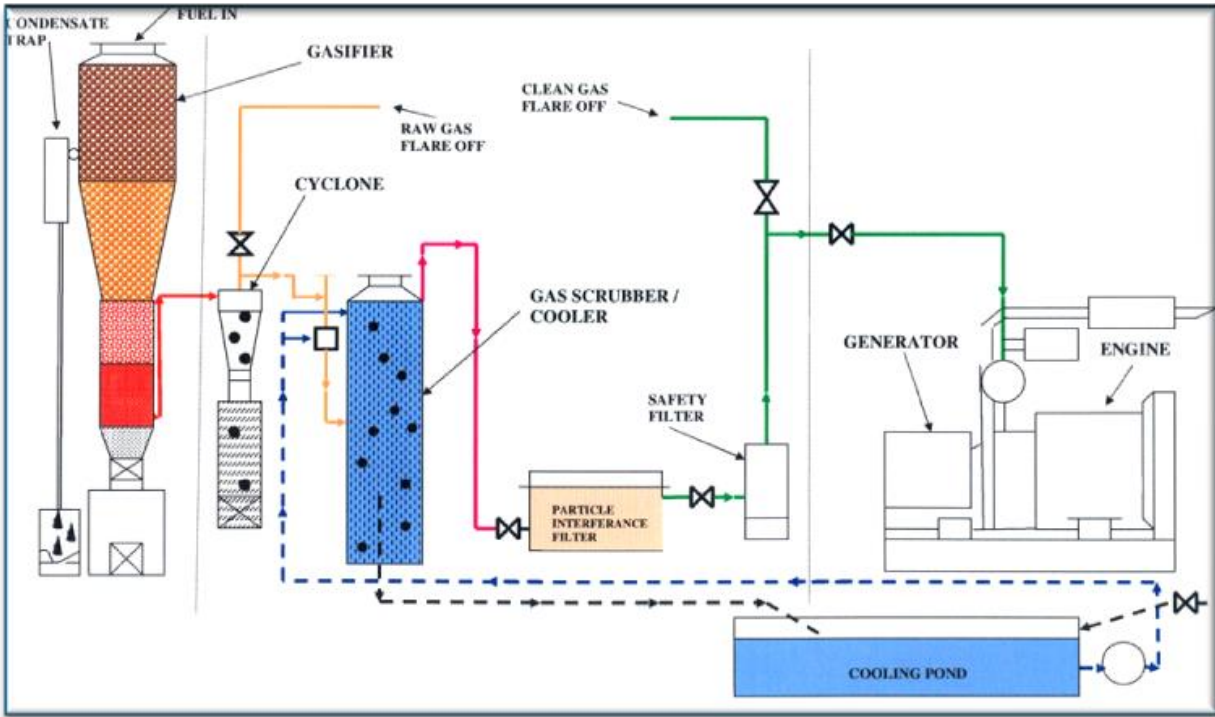 FUEL IN
CONDENSATE
TRAP
GASIFIER
RAW GAS
FLARE OFF
CLEAN GAS
FLARE OFF
CYCLONE
GAS SCRUBBER /
COOLER
GENERATOR
ENGINE
SAFETY
FILTER
PARTICLE
INTERFERANCE
FILTER
COOLING POND